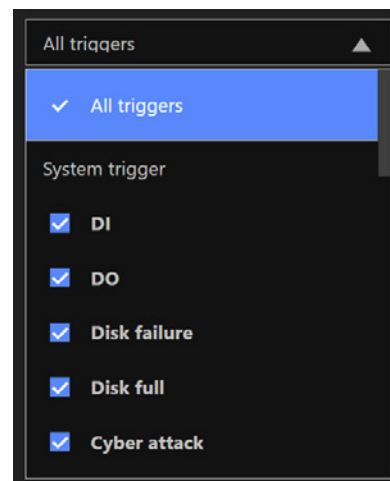 All triggers
All triggers
System trigger
DI
DO
Disk failure
Disk full
Cyber attack